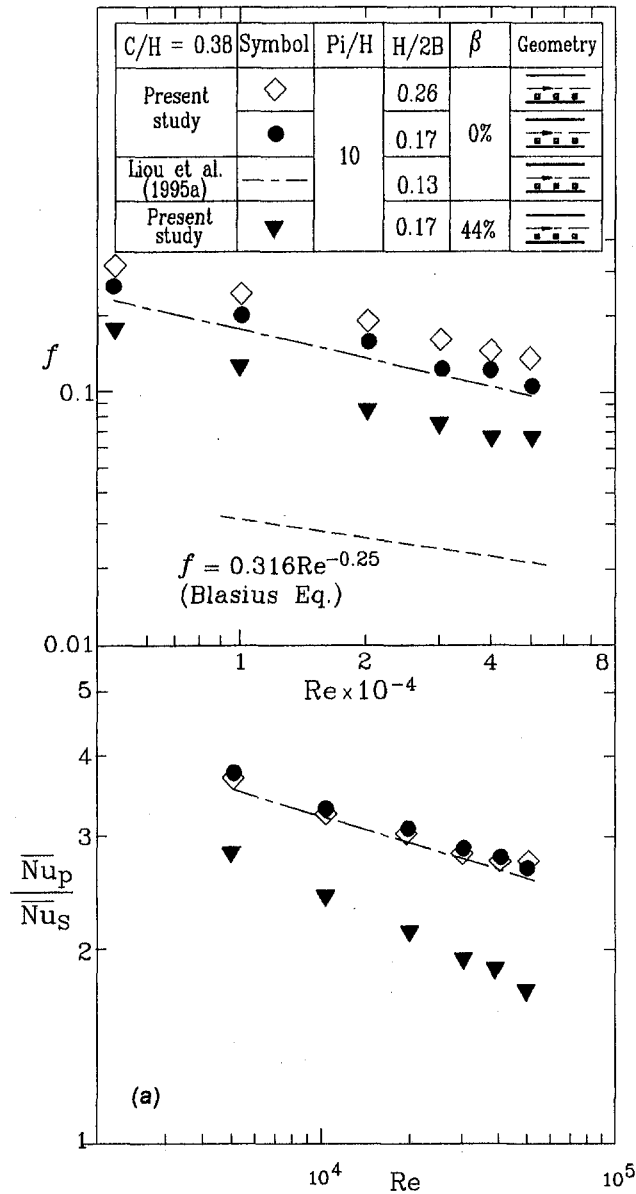 C/H = 0.38 Symbol Pi/H H/2B β Geometry
Present study ◇ 10 0.26 0%
● 0.17
Liou et al. (1995a) 0.13
Present study ▼ 0.17 44%
f
0.1
f = 0.316Re^-0.25
(Blasius Eq.)
0.01
1 2 4 8
Re×10^-4
5
4
3
2
1
N̅u̅p
N̅u̅s
(a)
10^4 Re 10^5